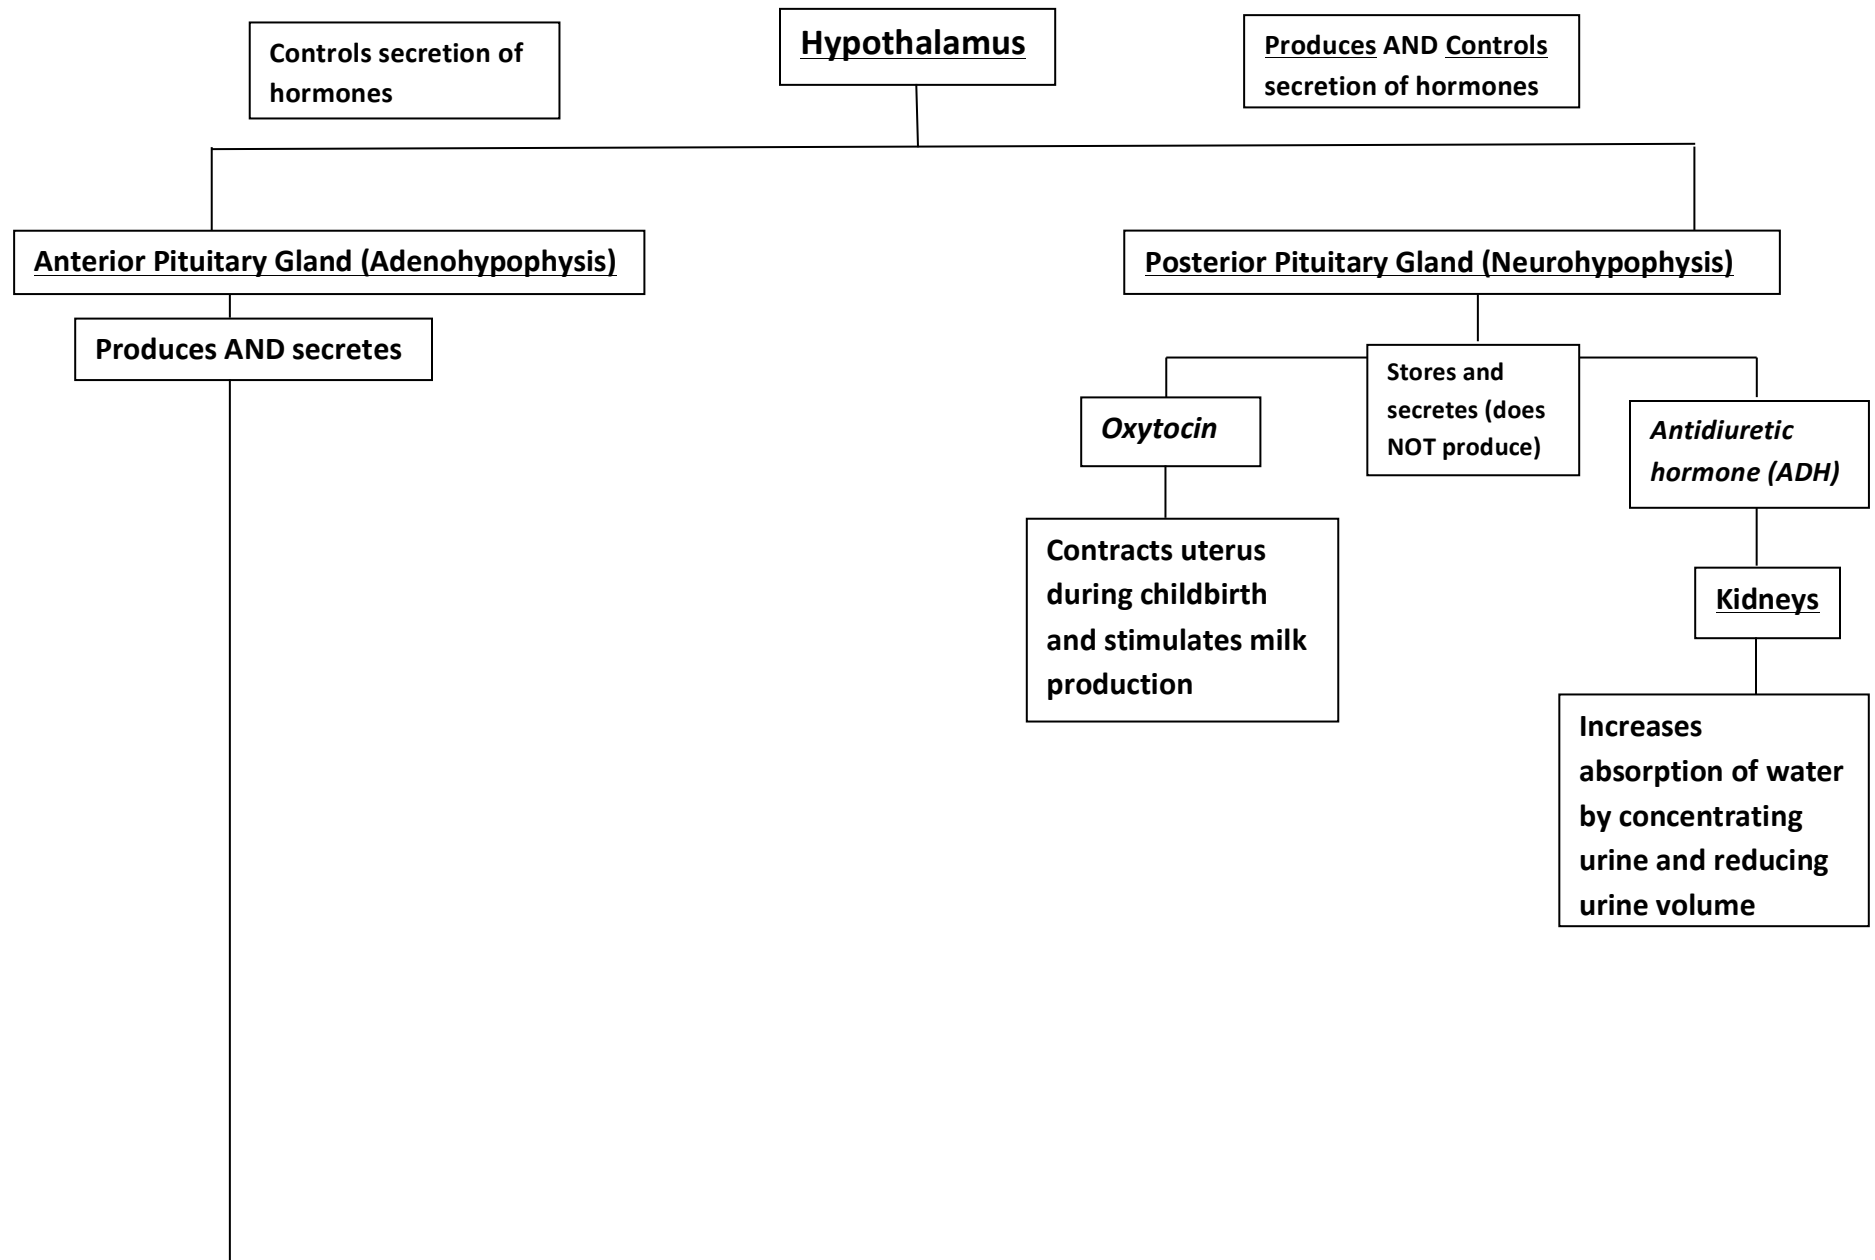 Controls secretion of
hormones
Hypothalamus
Produces AND Controls
secretion of hormones
Anterior Pituitary Gland (Adenohypophysis)
Posterior Pituitary Gland (Neurohypophysis)
Produces AND secretes
Stores and
secretes (does
NOT produce)
Oxytocin
Antidiuretic
hormone (ADH)
Contracts uterus
during childbirth
and stimulates milk
production
Kidneys
Increases
absorption of water
by concentrating
urine and reducing
urine volume